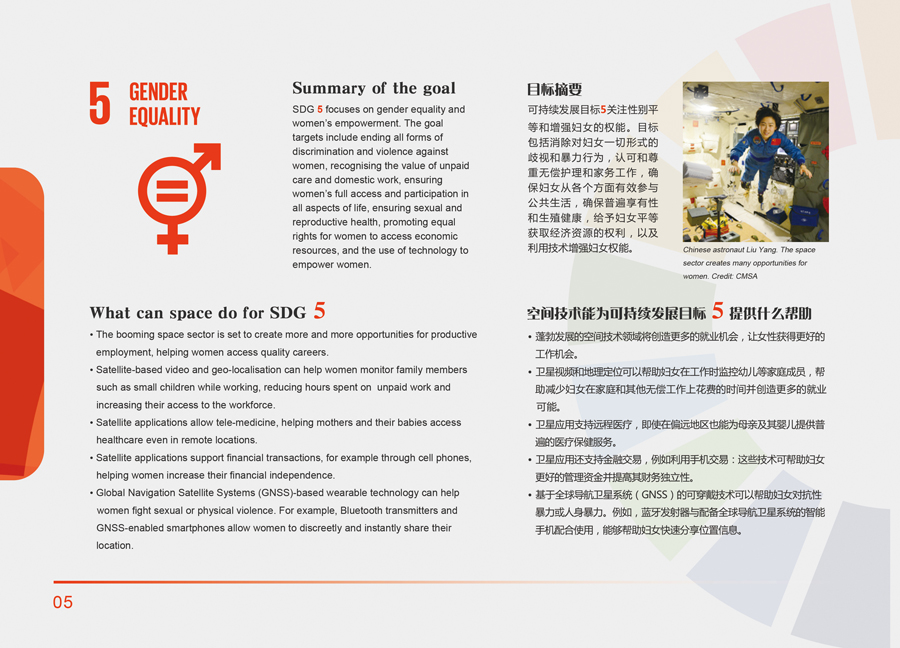 5
GENDER
EQUALITY
Summary of the goal
SDG 5 focuses on gender equality and
women’s empowerment. The goal
targets include ending all forms of
discrimination and violence against
women, recognising the value of unpaid
care and domestic work, ensuring
women’s full access and participation in
all aspects of life, ensuring sexual and
reproductive health, promoting equal
rights for women to access economic
resources, and the use of technology to
empower women.
目标摘要
可持续发展目标5关注性别平
等和增强妇女的权能。目标
包括消除对妇女一切形式的
歧视和暴力行为，认可和尊
重无偿护理和家务工作，确
保妇女从各个方面有效参与
公共生活，确保普遍享有性
和生殖健康，给予妇女平等
获取经济资源的权利，以及
利用技术增强妇女权能。
Chinese astronaut Liu Yang. The space
sector creates many opportunities for
women. Credit: CMSA
What can space do for SDG 5
• The booming space sector is set to create more and more opportunities for productive
employment, helping women access quality careers.
• Satellite-based video and geo-localisation can help women monitor family members
such as small children while working, reducing hours spent on unpaid work and
increasing their access to the workforce.
• Satellite applications allow tele-medicine, helping mothers and their babies access
healthcare even in remote locations.
• Satellite applications support financial transactions, for example through cell phones,
helping women increase their financial independence.
• Global Navigation Satellite Systems (GNSS)-based wearable technology can help
women fight sexual or physical violence. For example, Bluetooth transmitters and
GNSS-enabled smartphones allow women to discreetly and instantly share their
location.
空间技术能为可持续发展目标 5 提供什么帮助
• 蓬勃发展的空间技术领域将创造更多的就业机会，让女性获得更好的
工作机会。
• 卫星视频和地理定位可以帮助妇女在工作时监控幼儿等家庭成员，帮
助减少妇女在家庭和其他无偿工作上花费的时间并创造更多的就业
可能。
• 卫星应用支持远程医疗，即使在偏远地区也能为母亲及其婴儿提供普
遍的医疗保健服务。
• 卫星应用还支持金融交易，例如利用手机交易：这些技术可帮助妇女
更好的管理资金并提高其财务独立性。
• 基于全球导航卫星系统（GNSS）的可穿戴技术可以帮助妇女对抗性
暴力或人身暴力。例如，蓝牙发射器与配备全球导航卫星系统的智能
手机配合使用，能够帮助妇女快速分享位置信息。
05